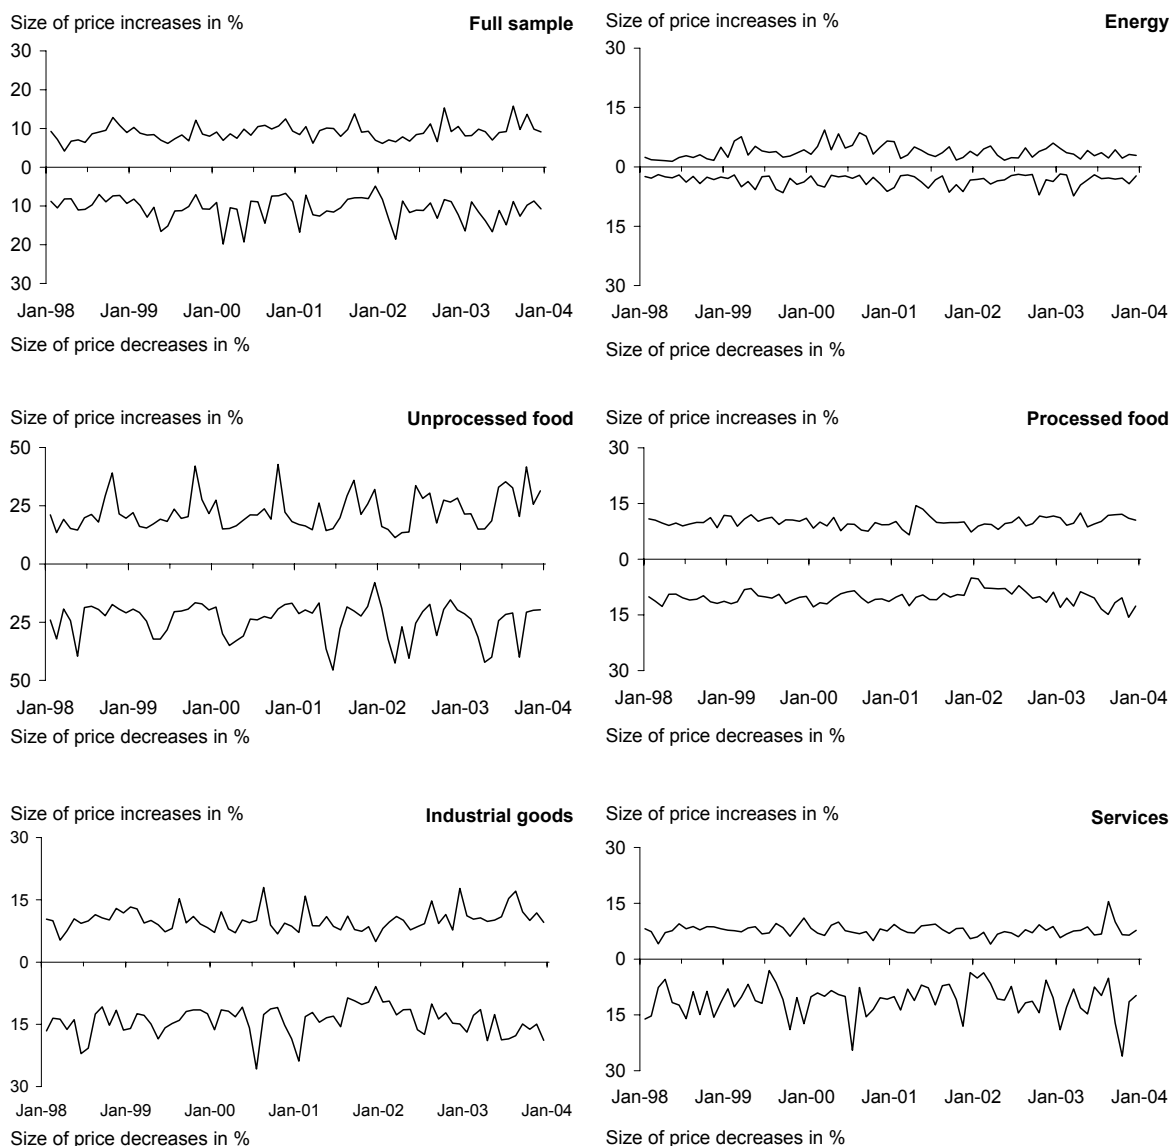 Size of price increases in %
Full sample
30
20
10
0
10
20
30
Jan-98 Jan-99 Jan-00 Jan-01 Jan-02 Jan-03 Jan-04
Size of price decreases in %
Size of price increases in %
Energy
30
15
0
15
30
Jan-98 Jan-99 Jan-00 Jan-01 Jan-02 Jan-03 Jan-04
Size of price decreases in %
Size of price increases in %
Unprocessed food
50
25
0
25
50
Jan-98 Jan-99 Jan-00 Jan-01 Jan-02 Jan-03 Jan-04
Size of price decreases in %
Size of price increases in %
Processed food
30
15
0
15
30
Jan-98 Jan-99 Jan-00 Jan-01 Jan-02 Jan-03 Jan-04
Size of price decreases in %
Size of price increases in %
Industrial goods
30
15
0
15
30
Jan-98 Jan-99 Jan-00 Jan-01 Jan-02 Jan-03 Jan-04
Size of price decreases in %
Size of price increases in %
Services
30
15
0
15
30
Jan-98 Jan-99 Jan-00 Jan-01 Jan-02 Jan-03 Jan-04
Size of price decreases in %